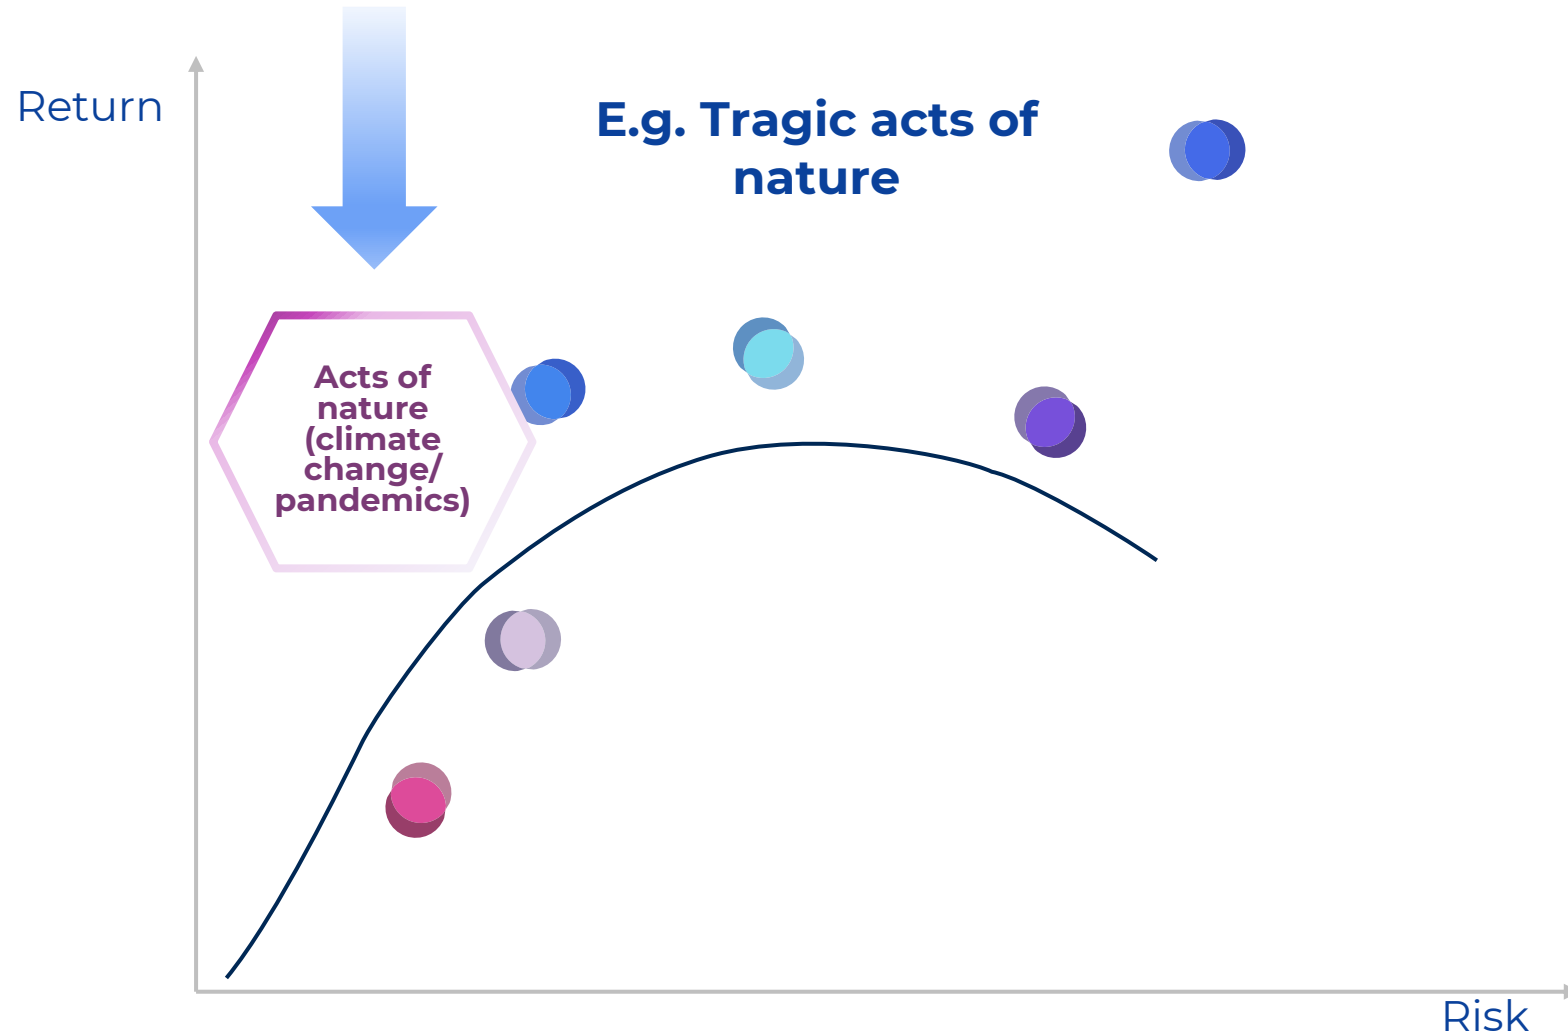 Return
E.g. Tragic acts of
nature
Acts of
nature
(climate
change/
pandemics)
Risk